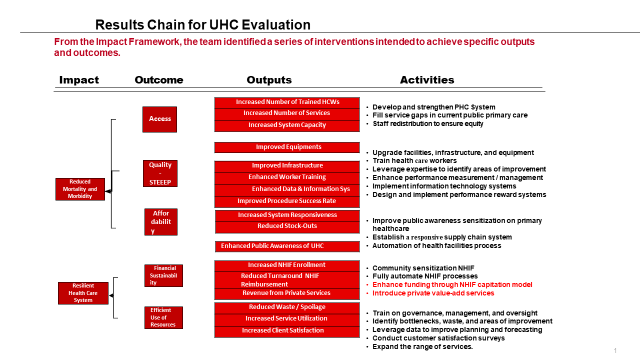 Results Chain for UHC Evaluation
From the Impact Framework, the team identified a series of interventions intended to achieve specific outputs
and outcomes.
Impact Outcome Outputs Activities
Increased Number of Trained HCWs
Increased Number of Services
Increased System Capacity
Access
• Develop and strengthen PHC System
• Fill service gaps in current public primary care
• Staff redistribution to ensure equity
Improved Equipments
Improved Infrastructure
Enhanced Worker Training
Enhanced Data & Information Sys
Improved Procedure Success Rate
Quality
-
STEEEP
• Upgrade facilities, infrastructure, and equipment
• Train health care workers
• Leverage expertise to identify areas of improvement
• Enhance performance measurement / management
• Implement information technology systems
• Design and implement performance reward systems
Reduced
Mortality and
Morbidity
Affor
dabilit
y
Increased System Responsiveness
Reduced Stock-Outs
Enhanced Public Awareness of UHC
• Improve public awareness sensitization on primary
healthcare
• Establish a responsive supply chain system
• Automation of health facilities process
Financial
Sustainabi
lity
Increased NHIF Enrollment
Reduced Turnaround NHIF
Reimbursement
Revenue from Private Services
• Community sensitization NHIF
• Fully automate NHIF processes
• Enhance funding through NHIF capitation model
• Introduce private value-add services
Resilient
Health Care
System
Efficient
Use of
Resources
Reduced Waste / Spoilage
Increased Service Utilization
Increased Client Satisfaction
• Train on governance, management, and oversight
• Identify bottlenecks, waste, and areas of improvement
• Leverage data to improve planning and forecasting
• Conduct customer satisfaction surveys
• Expand the range of services.
1